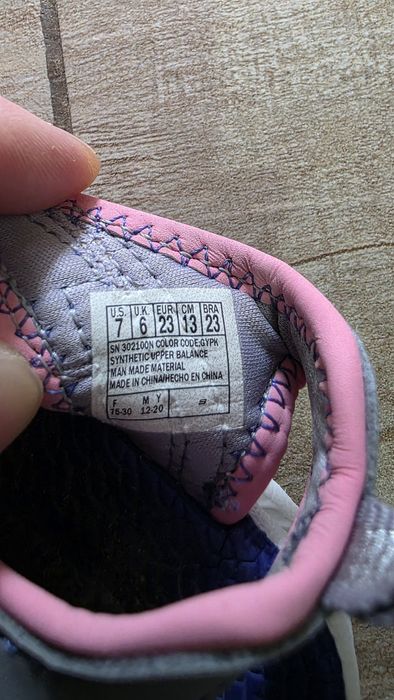 U.S. U.K. EUR CM BRA
7 6 23 13 23
SN 302100N COLOR CODE:GYPK
SYNTHETIC UPPER BALANCE
MAN MADE MATERIAL
MADE IN CHINA/HECHO EN CHINA
F M Y
75-30 12-20